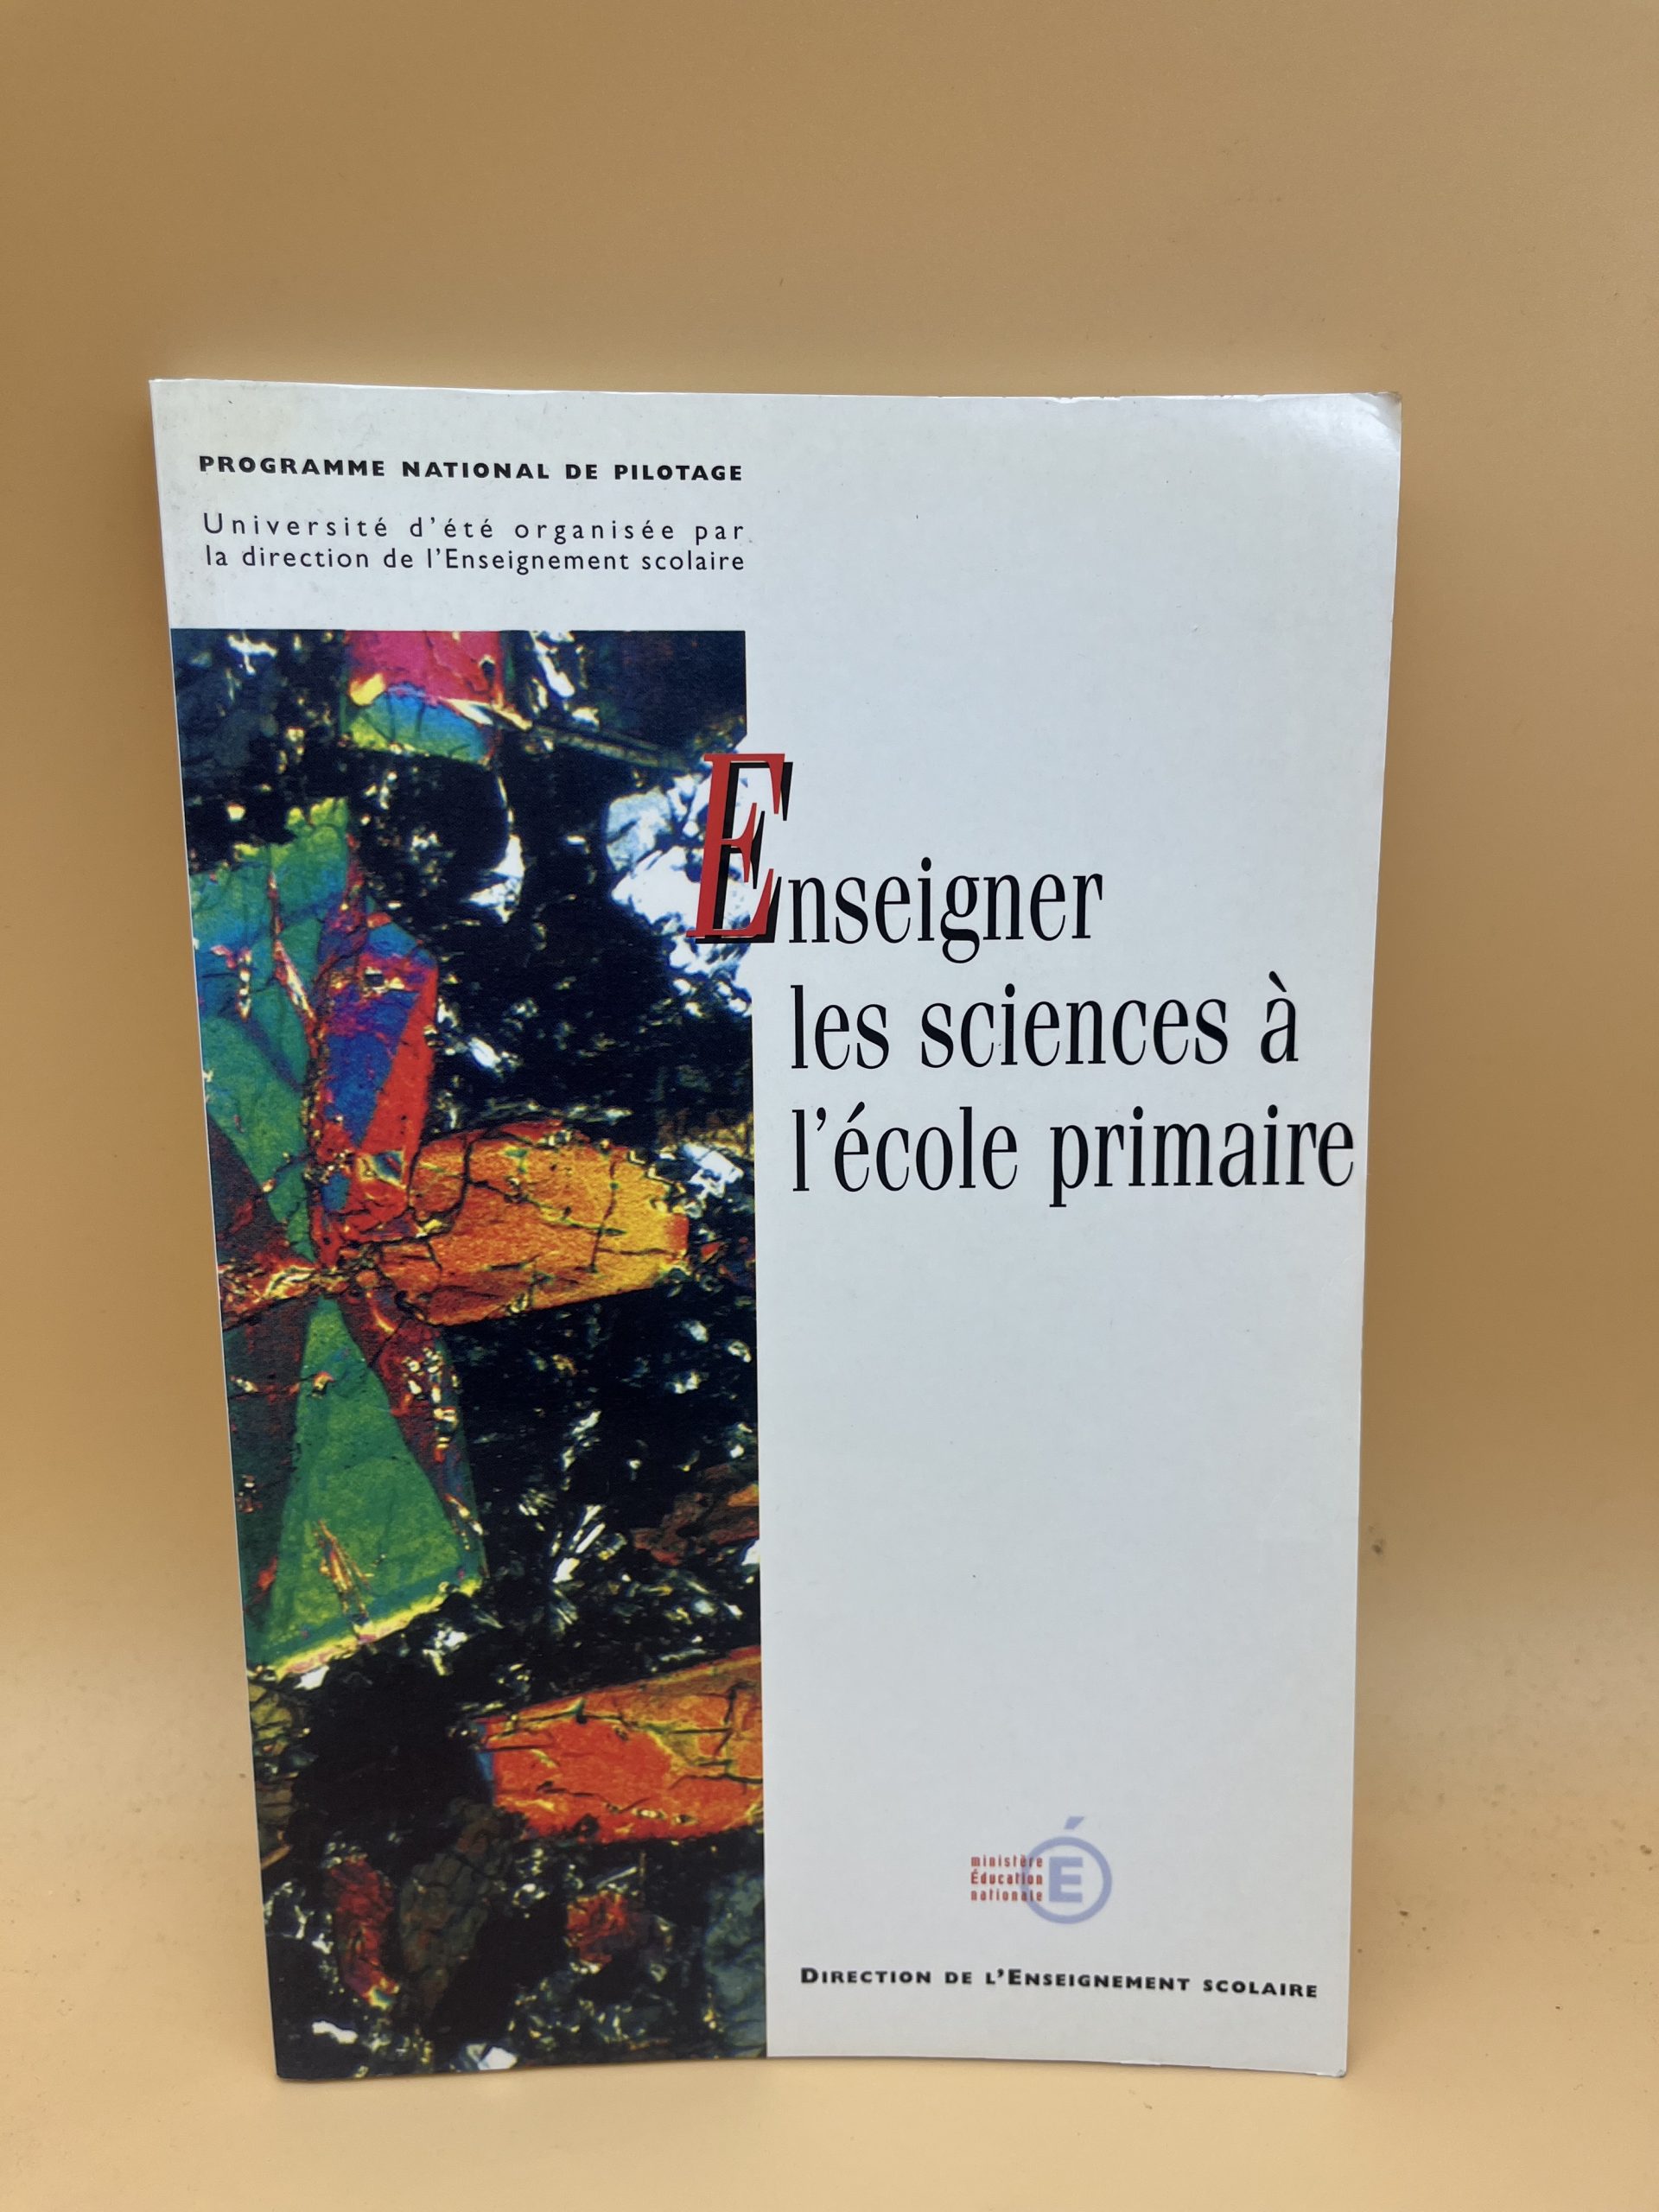 PROGRAMME NATIONAL DE PILOTAGE
Université d'été organisée par
la direction de l'Enseignement scolaire
Enseigner
les sciences à
l'école primaire
ministère
Éducation
nationale
É
DIRECTION DE L'ENSEIGNEMENT SCOLAIRE